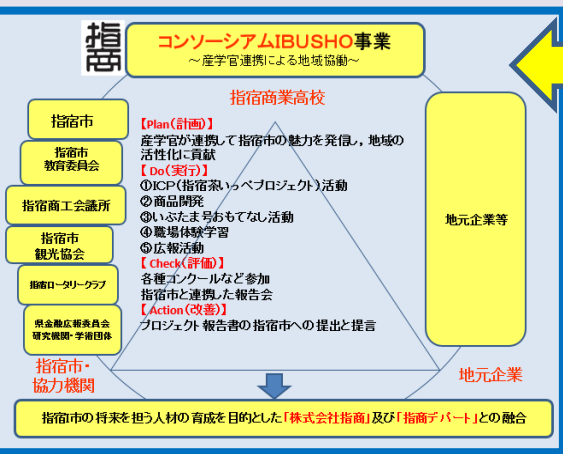 指商
コンソーシアムIBUSHO事業
～産学官連携による地域協働～
指宿商業高校
指宿市
指宿市
教育委員会
指宿商工会議所
指宿市
観光協会
指宿ロータリークラブ
県金融広報委員会
研究機関・学術団体
指宿市・
協力機関
【Plan(計画)】
産学官が連携して指宿市の魅力を発信し，地域の
活性化に貢献
【Do(実行)】
①ICP(指宿茶いっぺプロジェクト)活動
②商品開発
③いぶたま号おもてなし活動
④職場体験学習
⑤広報活動
【Check(評価)】
各種コンクールなど参加
指宿市と連携した報告会
【Action(改善)】
プロジェクト報告書の指宿市への提出と提言
地元企業等
地元企業
指宿市の将来を担う人材の育成を目的とした「株式会社指商」及び「指商デパート」との融合